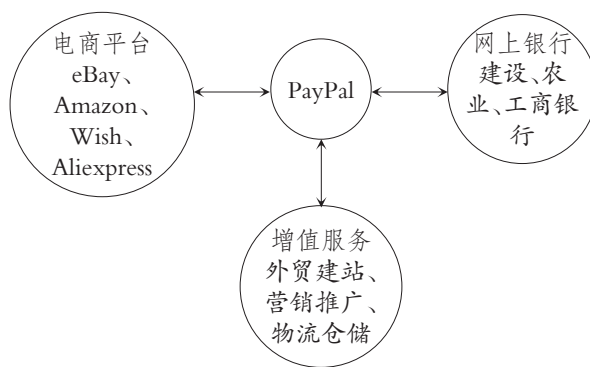 电商平台
eBay、
Amazon、
Wish、
Aliexpress
PayPal
网上银行
建设、农
业、工商银
行
增值服务
外贸建站、
营销推广、
物流仓储